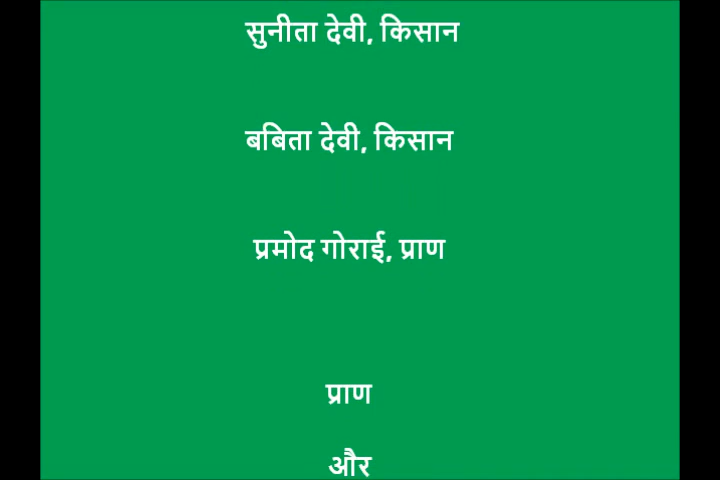 सुनीता देवी, किसान
बबिता देवी, किसान
प्रमोद गोराई, प्राण
प्राण
और